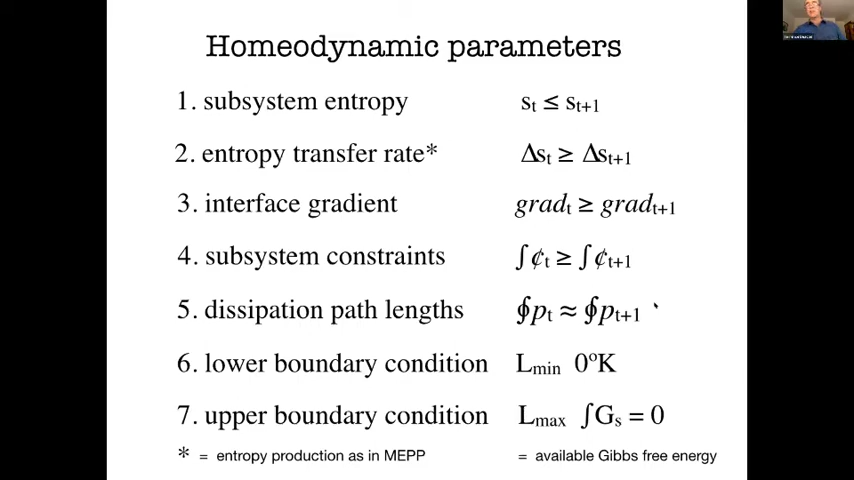 Homeodynamic parameters
1. subsystem entropy sₜ ≤ sₜ₊₁
2. entropy transfer rate* Δsₜ ≥ Δsₜ₊₁
3. interface gradient gradₜ ≥ gradₜ₊₁
4. subsystem constraints ∫¢ₜ ≥ ∫¢ₜ₊₁
5. dissipation path lengths ∮pₜ ≈ ∮pₜ₊₁
6. lower boundary condition Lₘᵢₙ 0ºK
7. upper boundary condition Lₘₐₓ ∫Gₛ = 0
* = entropy production as in MEPP = available Gibbs free energy